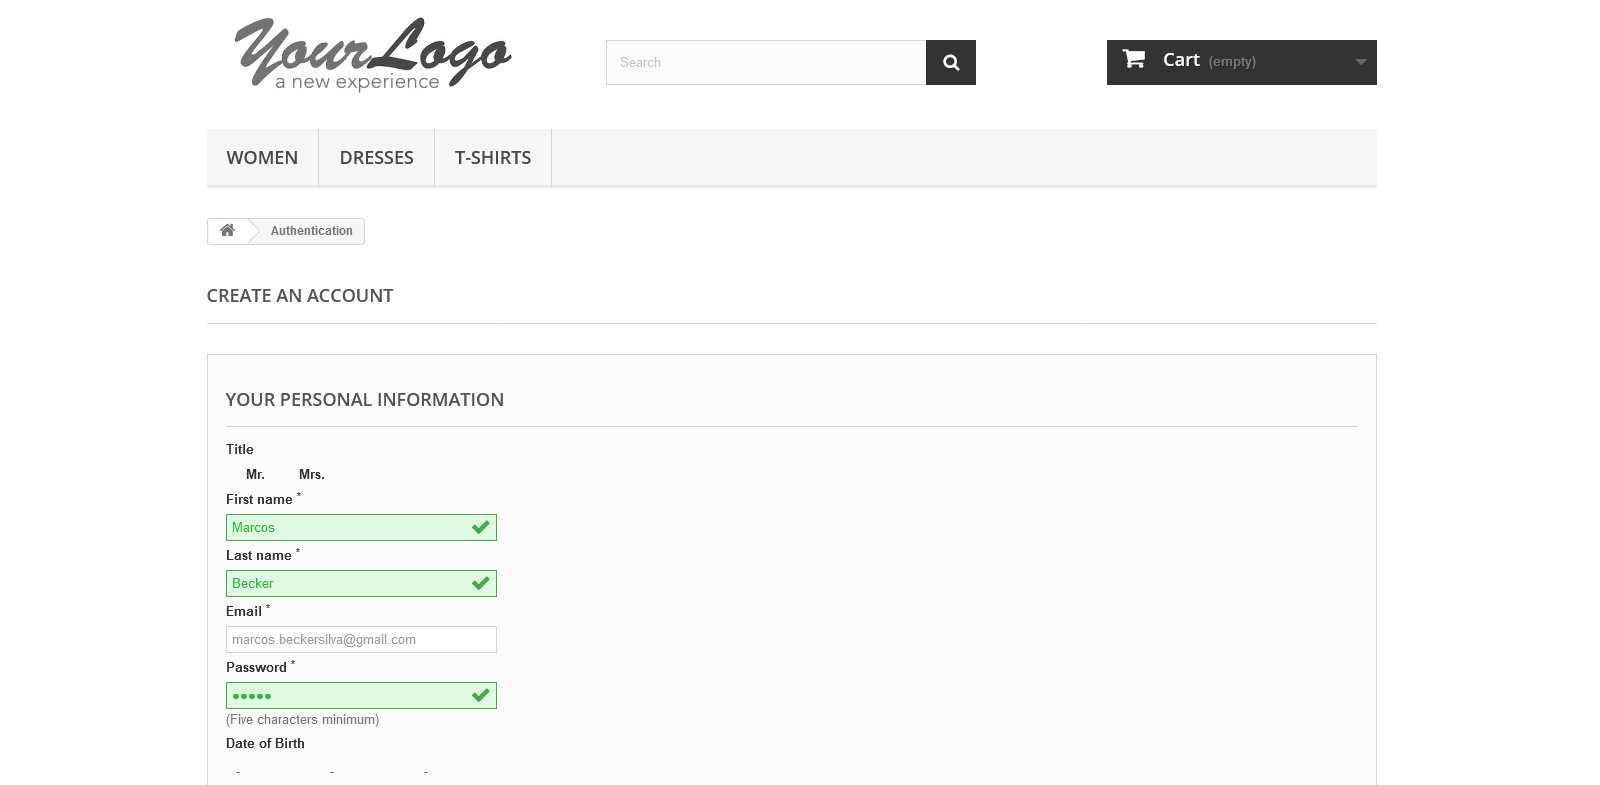 YourLogo
a new experience
Search
Cart (empty)
WOMEN DRESSES T-SHIRTS
Authentication
CREATE AN ACCOUNT
YOUR PERSONAL INFORMATION
Title
Mr. Mrs.
First name *
Marcos
Last name *
Becker
Email *
marcos.beckersilva@gmail.com
Password *
•••••
(Five characters minimum)
Date of Birth
- - -